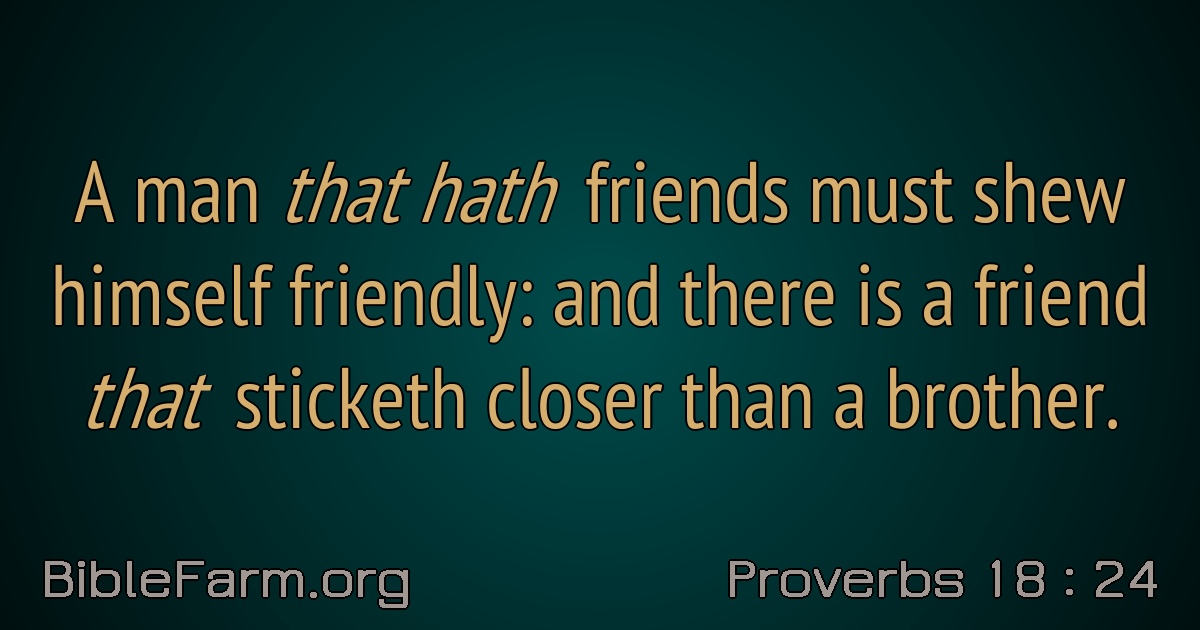 A man that hath friends must shew
himself friendly: and there is a friend
that sticketh closer than a brother.
BibleFarm.org
Proverbs 18 : 24